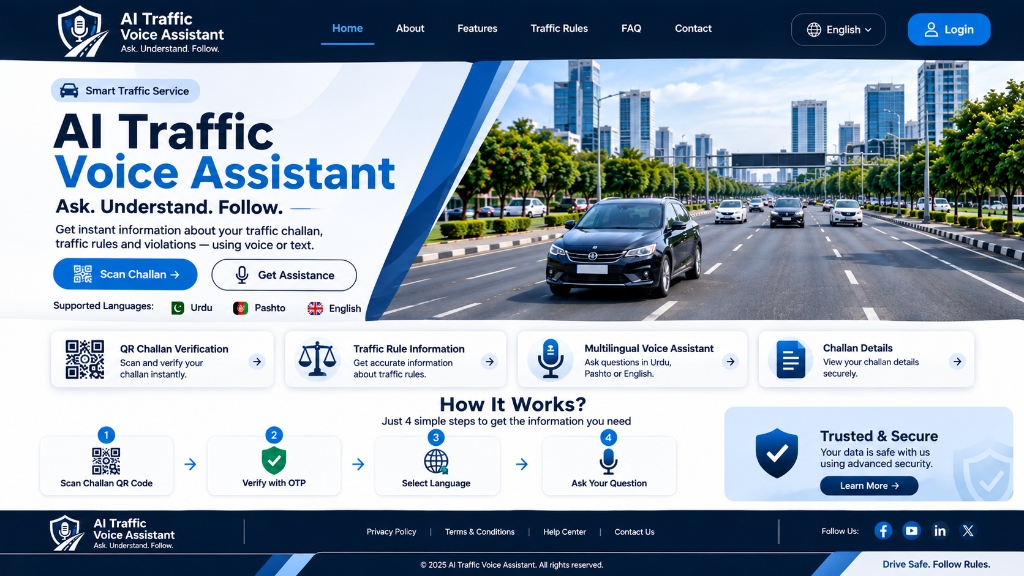 AI Traffic
Voice Assistant
Ask. Understand. Follow.
Home
About
Features
Traffic Rules
FAQ
Contact
English
Login
Smart Traffic Service
AI Traffic
Voice Assistant
Ask. Understand. Follow.
Get instant information about your traffic challan,
traffic rules and violations — using voice or text.
Scan Challan →
Get Assistance
Supported Languages:
Urdu
Pashto
English
QR Challan Verification
Scan and verify your
challan instantly.
Traffic Rule Information
Get accurate information
about traffic rules.
Multilingual Voice Assistant
Ask questions in Urdu,
Pashto or English.
Challan Details
View your challan details
securely.
How It Works?
Just 4 simple steps to get the information you need
1
Scan Challan QR Code
2
Verify with OTP
3
Select Language
4
Ask Your Question
Trusted & Secure
Your data is safe with us
using advanced security.
Learn More →
AI Traffic
Voice Assistant
Ask. Understand. Follow.
Privacy Policy | Terms & Conditions | Help Center | Contact Us
Follow Us:
© 2025 AI Traffic Voice Assistant. All rights reserved.
Drive Safe. Follow Rules.